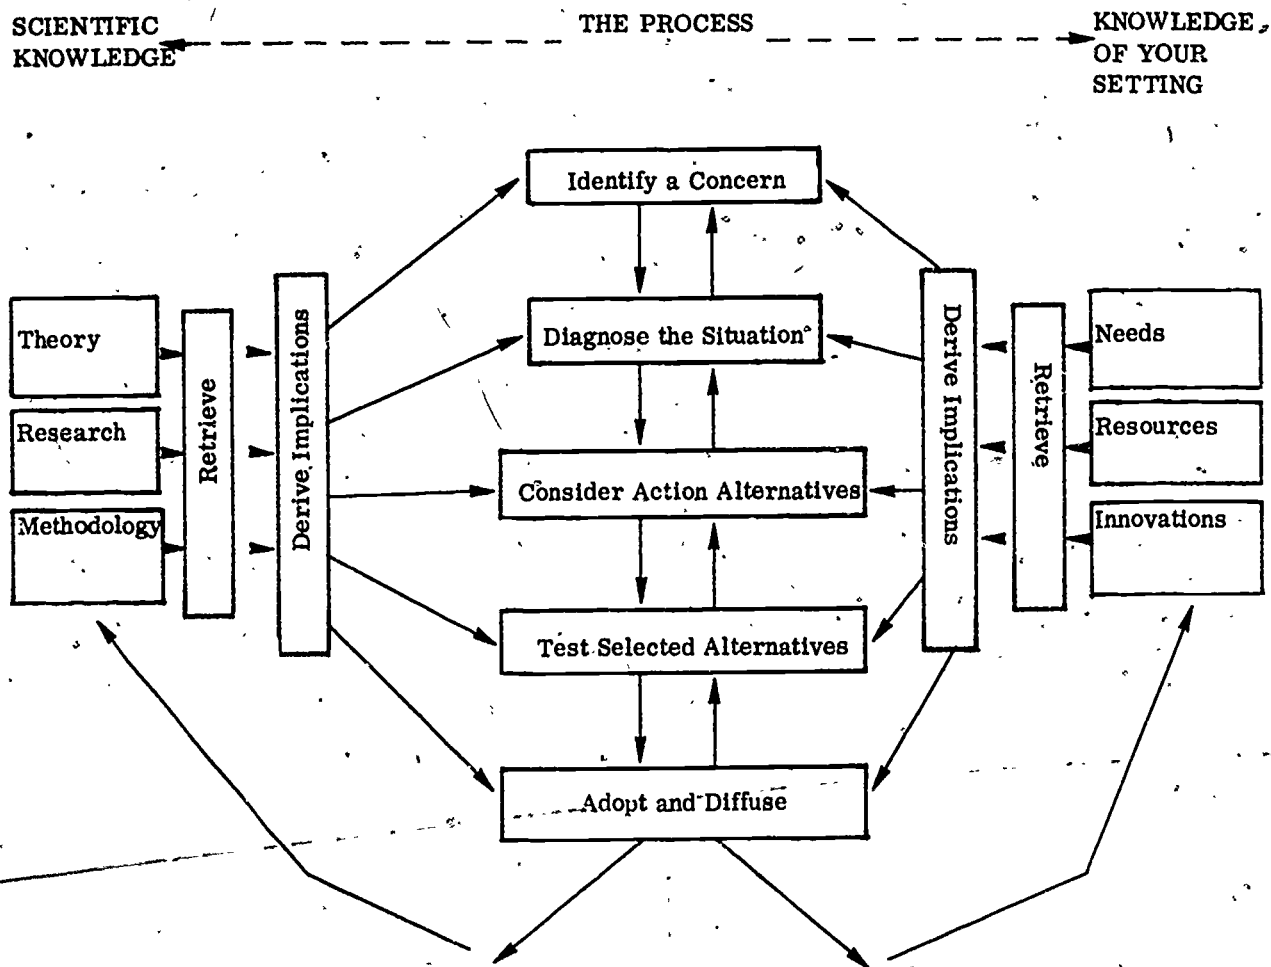 SCIENTIFIC
KNOWLEDGE
THE PROCESS
KNOWLEDGE
OF YOUR
SETTING
Identify a Concern
Diagnose the Situation
Consider Action Alternatives
Test Selected Alternatives
Adopt and Diffuse
Theory
Research
Methodology
Retrieve
Derive Implications
Derive Implications
Retrieve
Needs
Resources
Innovations